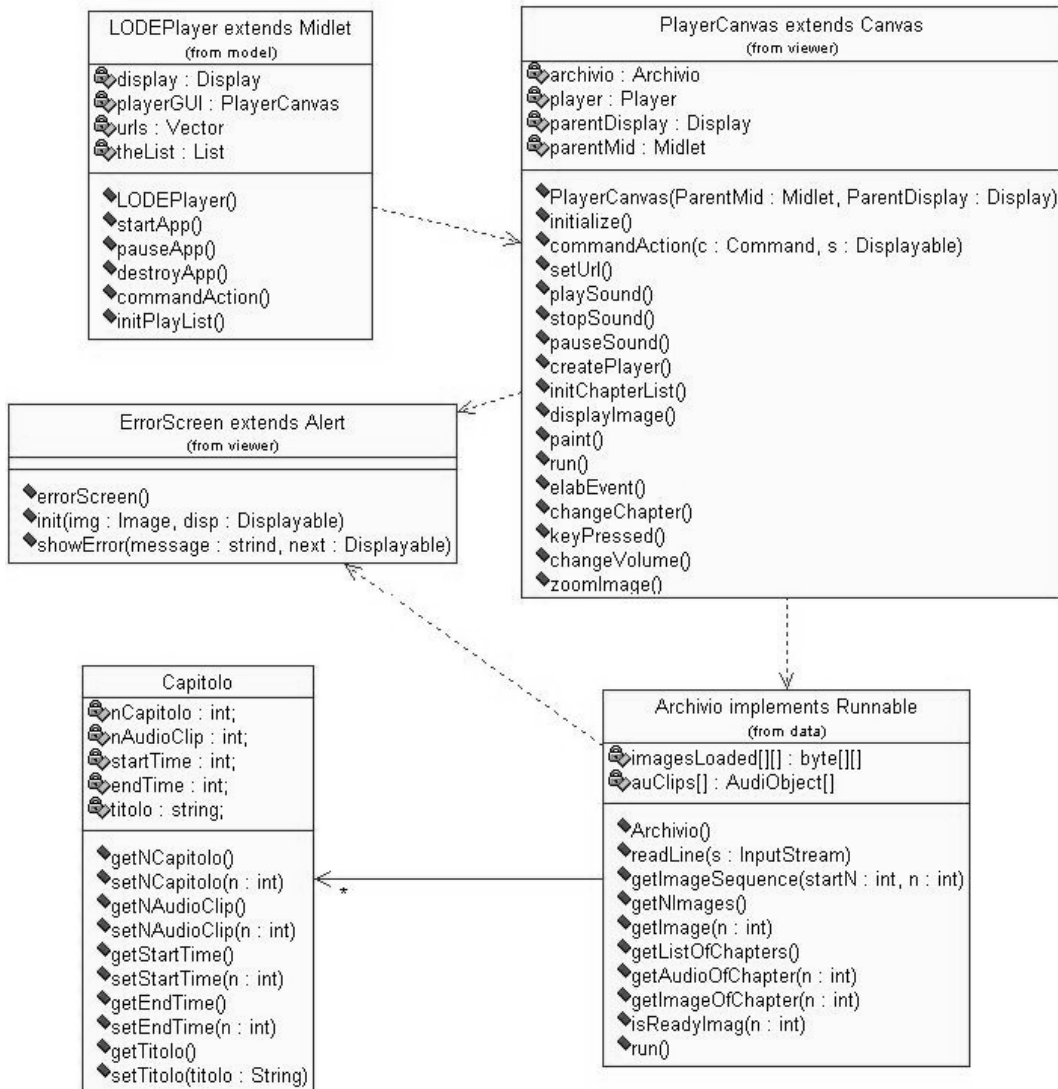 LODEPlayer extends Midlet
(from model)
display : Display
playerGUI : PlayerCanvas
urls : Vector
theList : List
LODEPlayer()
startApp()
pauseApp()
destroyApp()
commandAction()
initPlayList()
PlayerCanvas extends Canvas
(from viewer)
archivio : Archivio
player : Player
parentDisplay : Display
parentMid : Midlet
PlayerCanvas(ParentMid : Midlet, ParentDisplay : Display)
initialize()
commandAction(c : Command, s : Displayable)
setUrl()
playSound()
stopSound()
pauseSound()
createPlayer()
initChapterList()
displayImage()
paint()
run()
elabEvent()
changeChapter()
keyPressed()
changeVolume()
zoomImage()
ErrorScreen extends Alert
(from viewer)
errorScreen()
init(img : Image, disp : Displayable)
showError(message : strind, next : Displayable)
Capitolo
nCapitolo : int;
nAudioClip : int;
startTime : int;
endTime : int;
titolo : string;
getNCapitolo()
setNCapitolo(n : int)
getNAudioClip()
setNAudioClip(n : int)
getStartTime()
setStartTime(n : int)
getEndTime()
setEndTime(n : int)
getTitolo()
setTitolo(titolo : String)
*
Archivio implements Runnable
(from data)
imagesLoaded[][] : byte[][]
auClips[] : AudiObject[]
Archivio()
readLine(s : InputStream)
getImageSequence(startN : int, n : int)
getNImages()
getImage(n : int)
getListOfChapters()
getAudioOfChapter(n : int)
getImageOfChapter(n : int)
isReadyImag(n : int)
run()